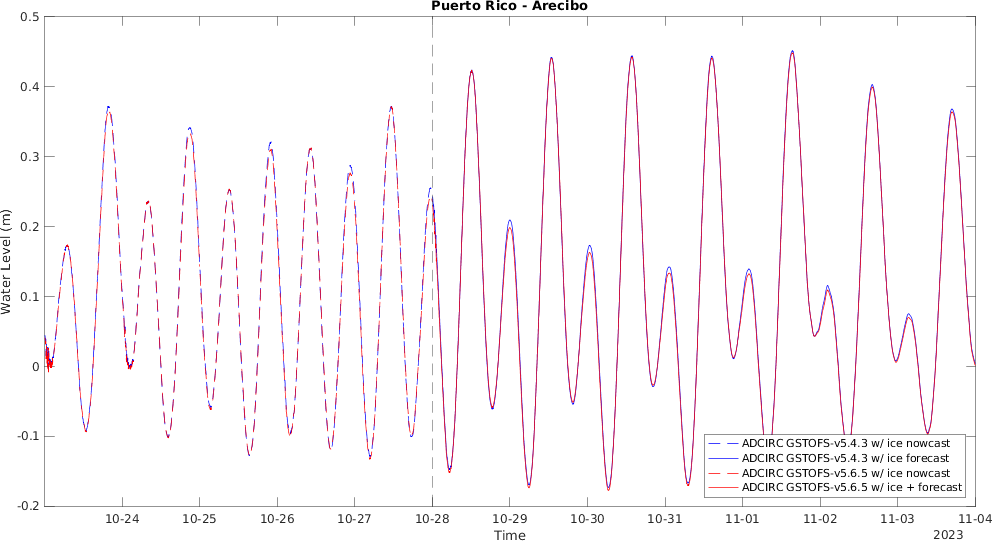 Puerto Rico - Arecibo
0.5
0.4
0.3
0.2
0.1
0
-0.1
-0.2
Water Level (m)
ADCIRC GSTOFS-v5.4.3 w/ ice nowcast
ADCIRC GSTOFS-v5.4.3 w/ ice forecast
ADCIRC GSTOFS-v5.6.5 w/ ice nowcast
ADCIRC GSTOFS-v5.6.5 w/ ice + forecast
10-24 10-25 10-26 10-27 10-28 10-29 10-30 10-31 11-01 11-02 11-03 11-04
Time
2023